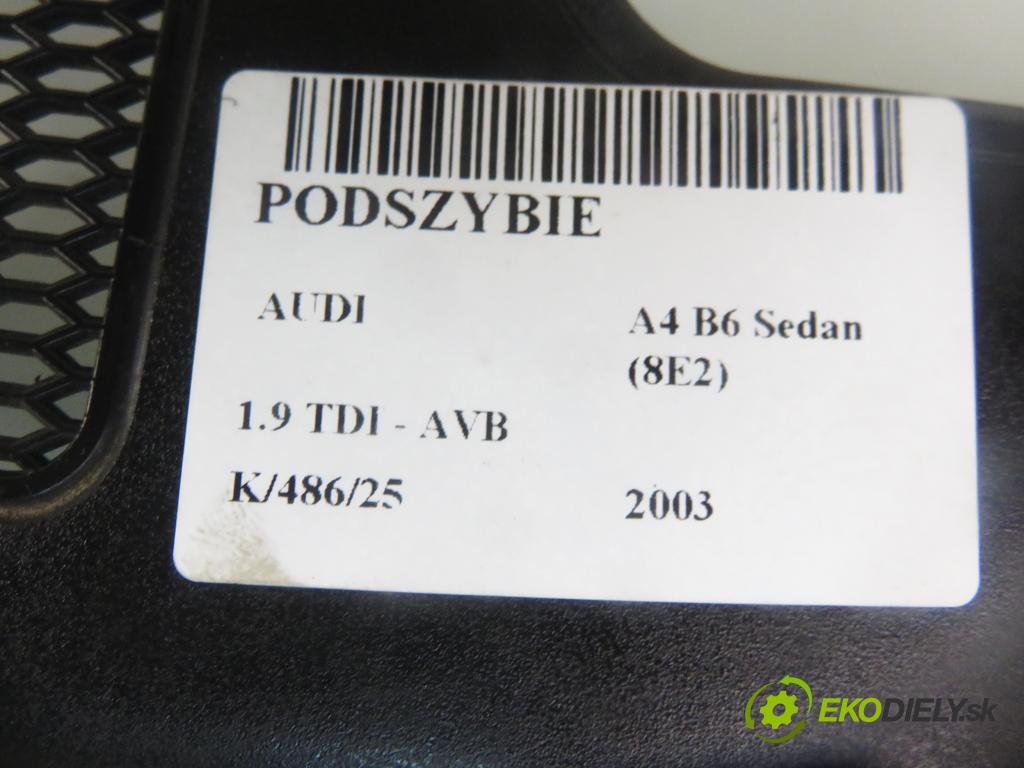 PODSZYBIE
AUDI
A4 B6 Sedan
(8E2)
1.9 TDI - AVB
K/486/25
2003
EKODIELY.sk